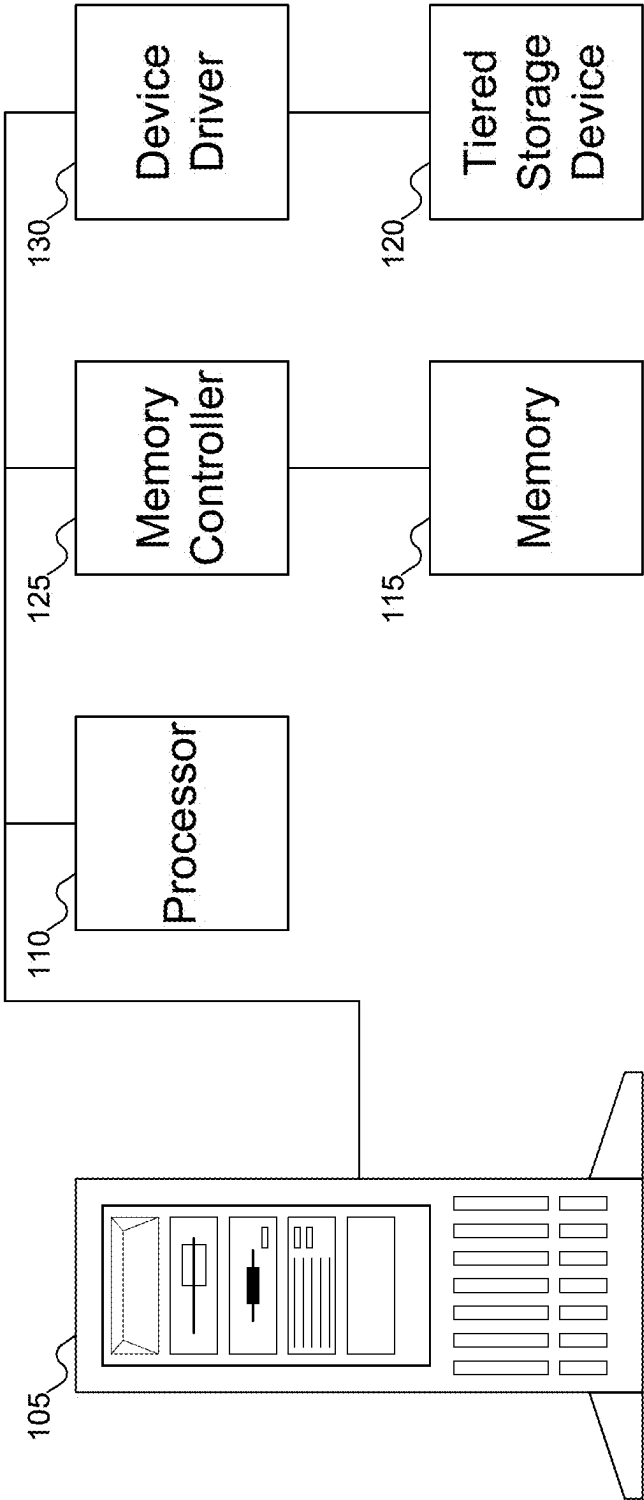 105
110
Processor
125
Memory
Controller
130
Device
Driver
115
Memory
120
Tiered
Storage
Device